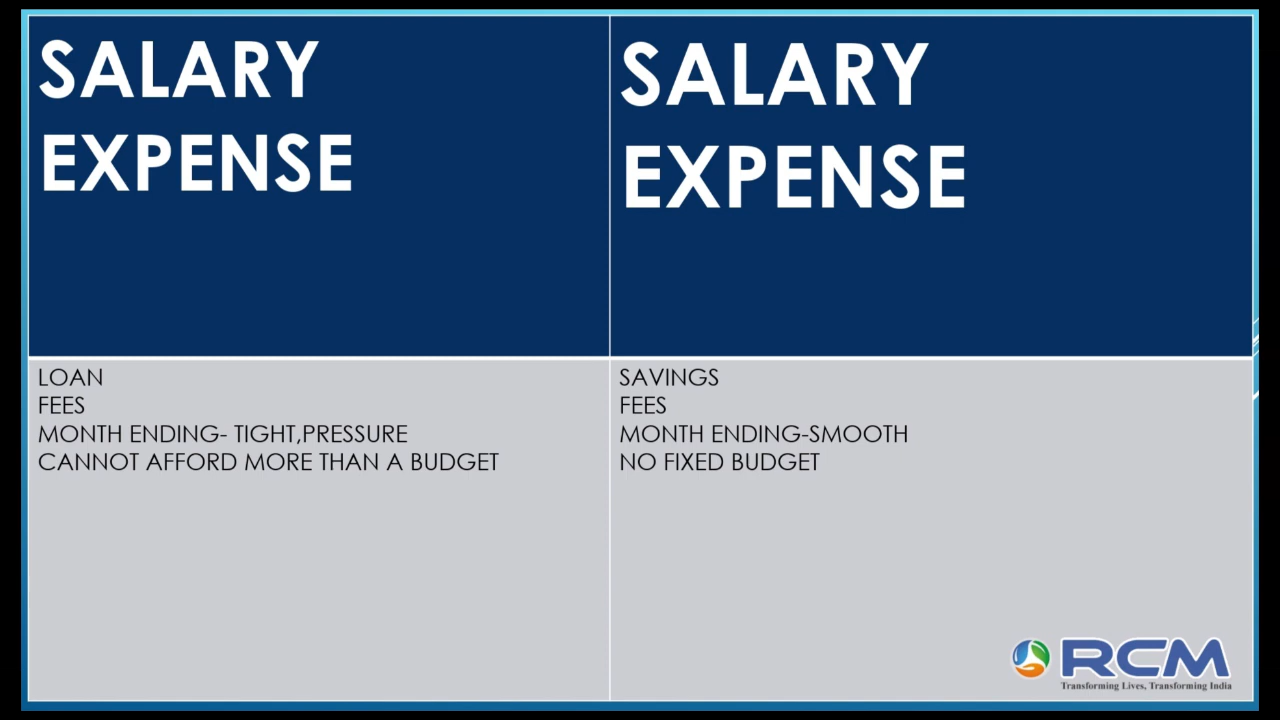 SALARY
EXPENSE
SALARY
EXPENSE
LOAN
FEES
MONTH ENDING- TIGHT,PRESSURE
CANNOT AFFORD MORE THAN A BUDGET
SAVINGS
FEES
MONTH ENDING-SMOOTH
NO FIXED BUDGET
RCM
Transforming Lives, Transforming India